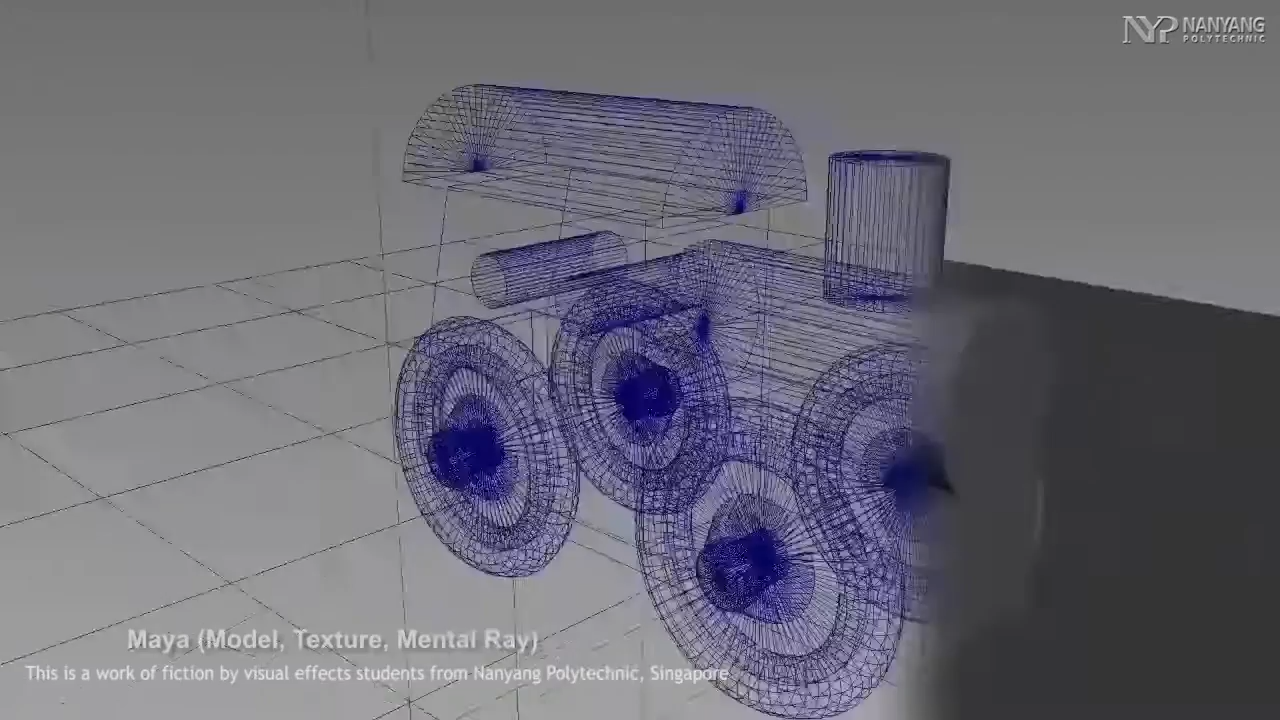 NYP NANYANG
POLYTECHNIC
Maya (Model, Texture, Mental Ray)
This is a work of fiction by visual effects students from Nanyang Polytechnic, Singapore